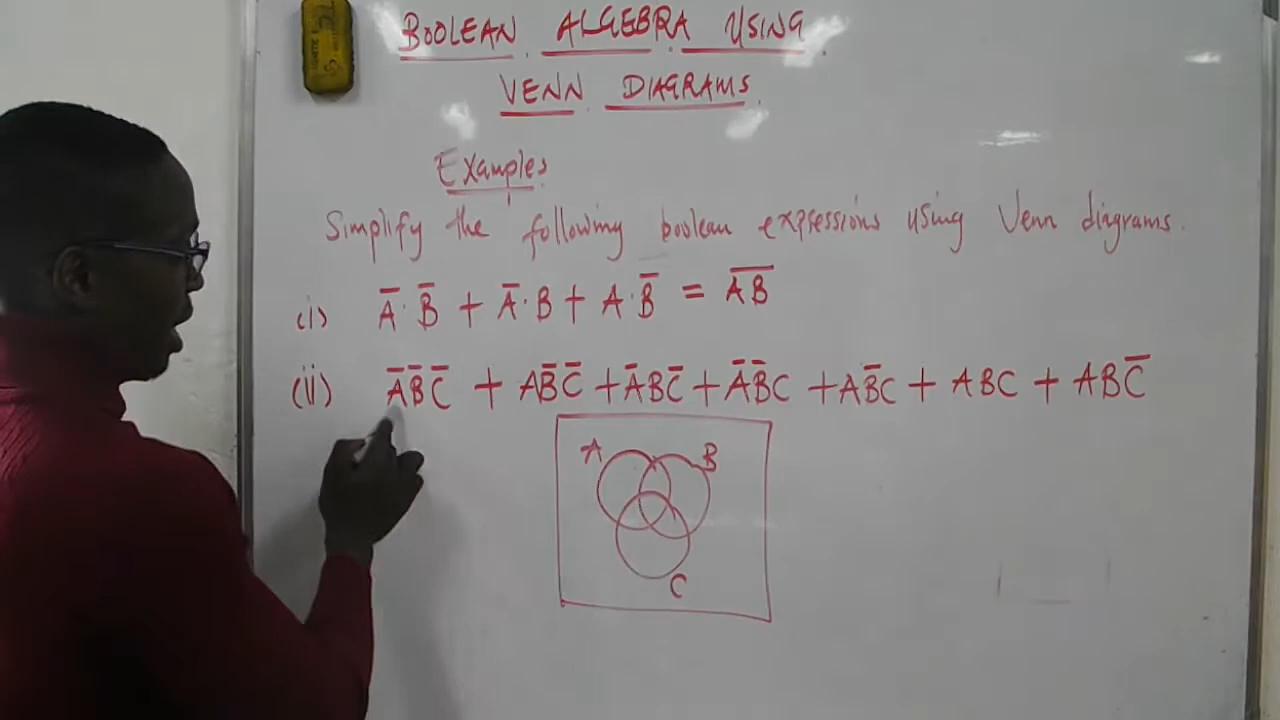 BOOLEAN ALGEBRA USING
VENN DIAGRAMS.
Examples.
Simplify the following boolean expressions using Venn diagrams.
(i) A̅·B̅ + A̅·B + A·B̅ = A̅B̅
(ii) A̅B̅C̅ + AB̅C̅ + A̅BC̅ + A̅B̅C + AB̅C + ABC + ABC̅
A B
C